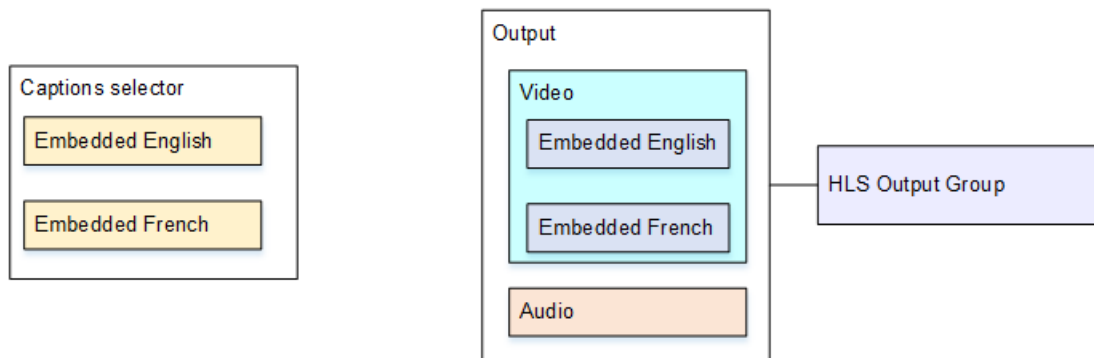 Captions selector
Embedded English
Embedded French
Output
Video
Embedded English
Embedded French
Audio
HLS Output Group